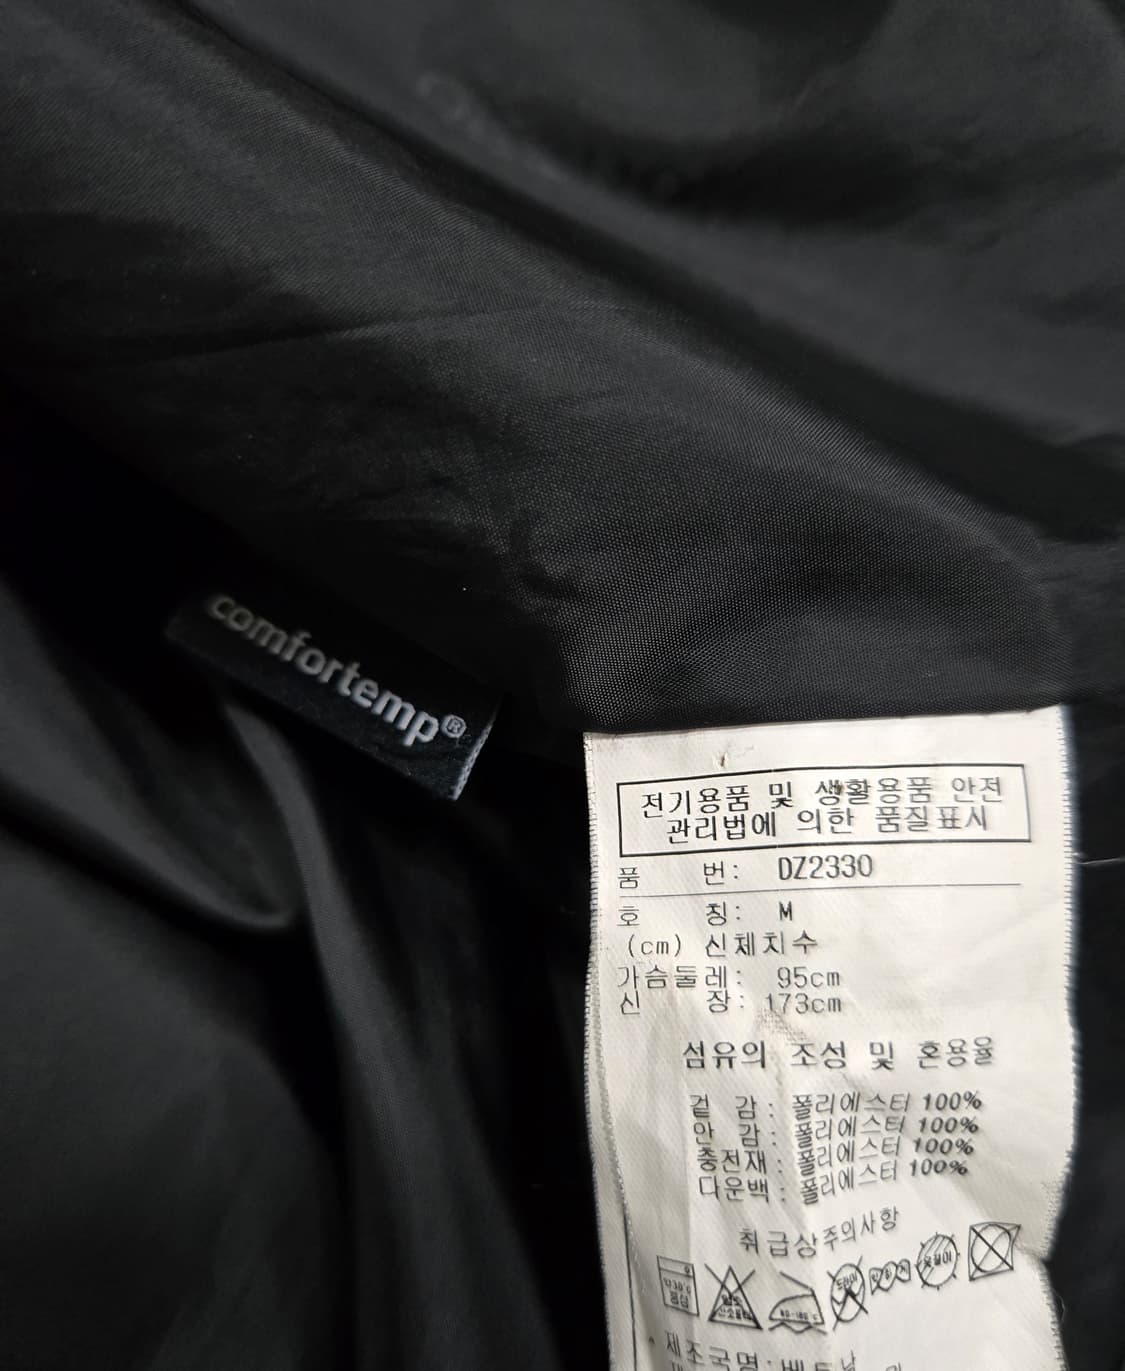 comfortemp®
전기용품 및 생활용품 안전
관리법에 의한 품질표시
품 번: DZ2330
호 칭: M
(cm) 신체치수
가슴둘레: 95cm
신 장: 173cm
섬유의 조성 및 혼용율
겉 감: 폴리에스터 100%
안 감: 폴리에스터 100%
충전재: 폴리에스터 100%
다운백: 폴리에스터 100%
취급상주의사항
제조국명: 베트남